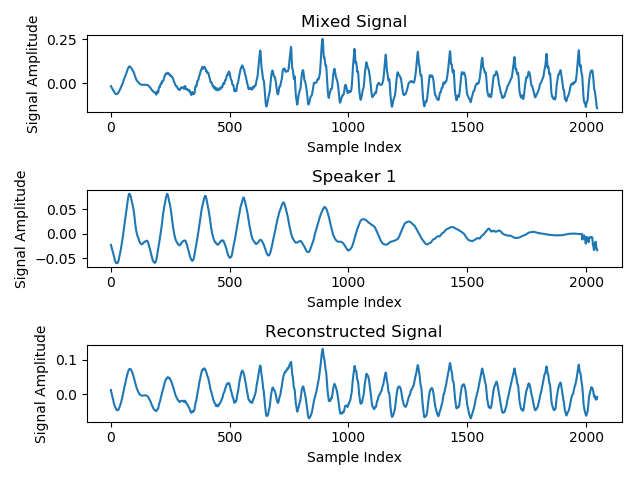 Mixed Signal
Signal Amplitude
0.25
0.00
0 500 1000 1500 2000
Sample Index
Speaker 1
Signal Amplitude
0.05
0.00
−0.05
0 500 1000 1500 2000
Sample Index
Reconstructed Signal
Signal Amplitude
0.1
0.0
0 500 1000 1500 2000
Sample Index